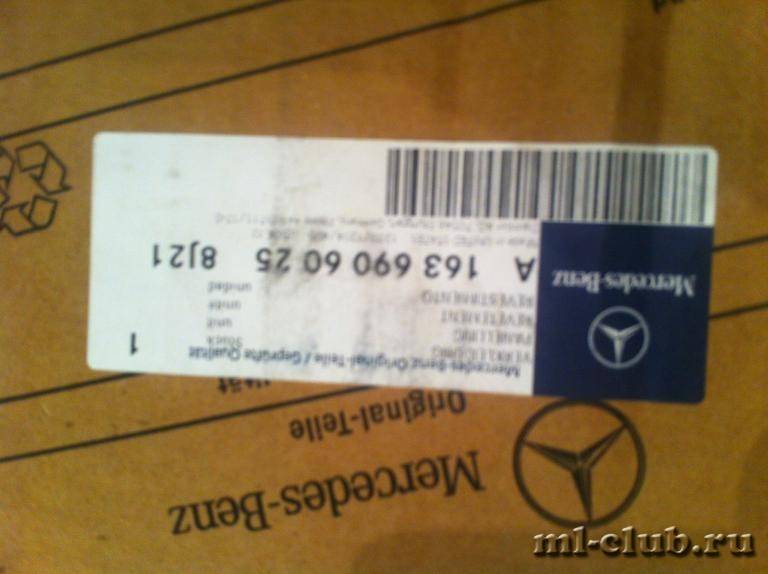 Mercedes-Benz
Original-Teile
Mercedes-Benz
Mercedes-Benz Original-Teile / Geprüfte Qualität
VERKLEIDUNG
PANELLING
REVETEMENT
REVESTIMIENTO
Stück
unit
unité
unidad
1
A 163 690 60 25 8J21
ml-club.ru